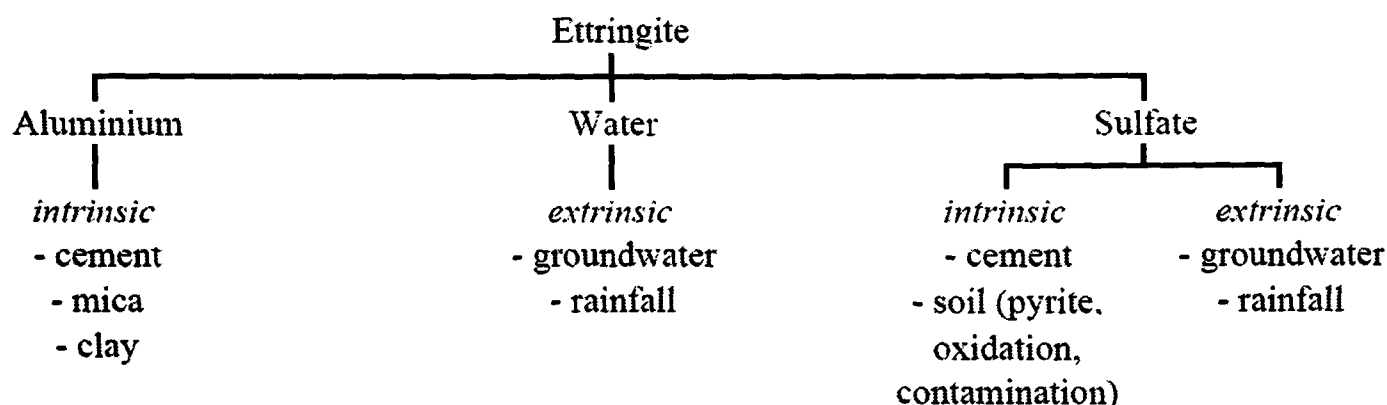 Ettringite
Aluminium Water Sulfate
intrinsic extrinsic intrinsic extrinsic
- cement - groundwater - cement - groundwater
- mica - rainfall - soil (pyrite, - rainfall
- clay oxidation,
contamination)